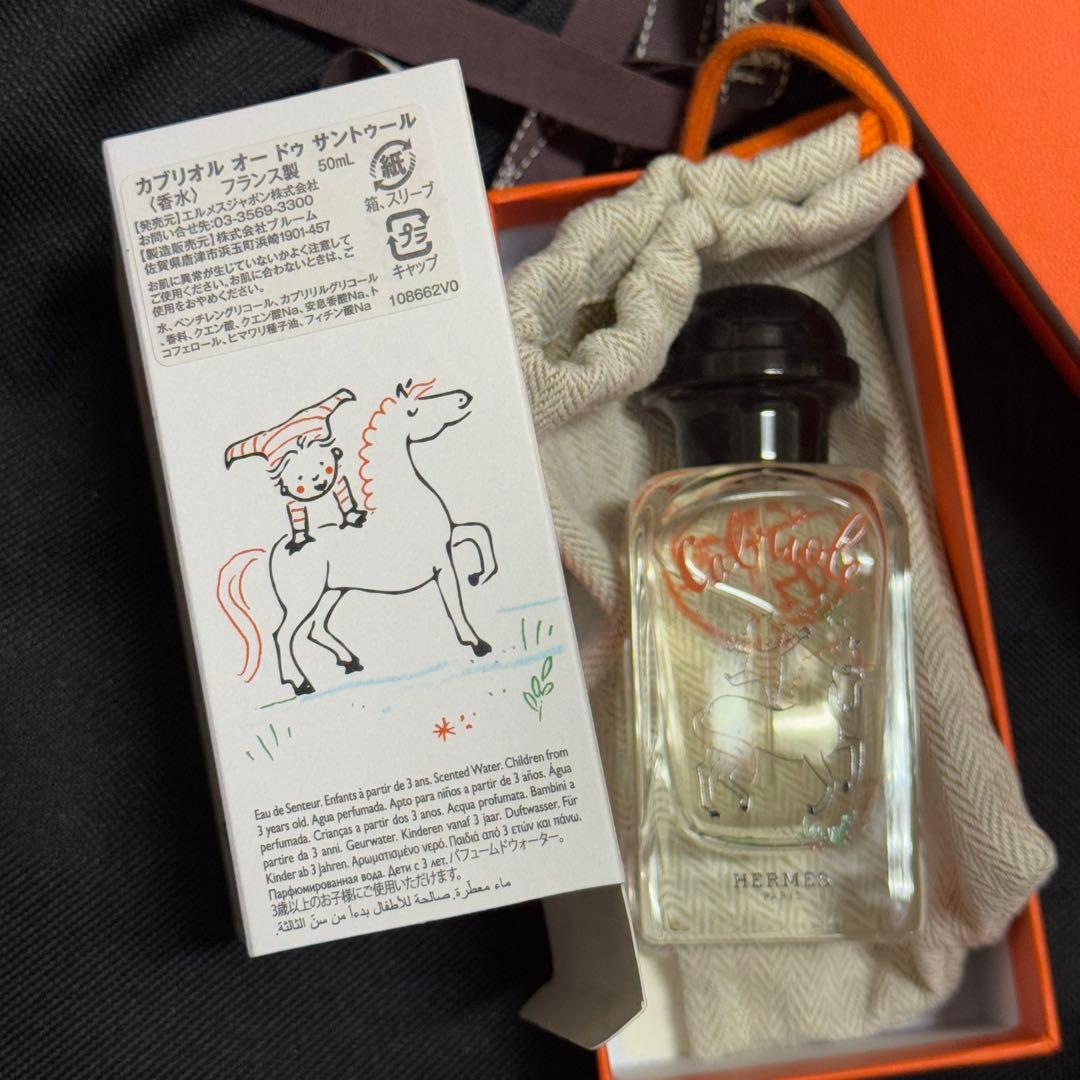 カブリオル オー ドゥ サントゥール
〈香水〉 フランス製 50mL
【発売元】エルメスジャポン株式会社
お問い合せ先:03-3569-3300
【製造販売元】株式会社ブルーム
佐賀県唐津市浜玉町浜崎1901-457
お肌に異常が生じていないかよく注意して
ご使用ください。お肌に合わないときは、ご
使用をおやめください。
水、ペンチレングリコール、カプリリルグリコール
、香料、クエン酸、クエン酸Na、安息香酸Na、ト
コフェロール、ヒマワリ種子油、フィチン酸Na
紙
箱、スリーブ
プラ
キャップ
108662V0
Eau de Senteur. Enfants à partir de 3 ans. Scented Water. Children from
3 years old. Agua perfumada. Apto para niños a partir de 3 años. Água
perfumada. Crianças a partir dos 3 anos. Acqua profumata. Bambini a
partire da 3 anni. Geurwater. Kinderen vanaf 3 jaar. Duftwasser. Für
Kinder ab 3 Jahren. Αρωματισμένο νερό. Παιδιά από 3 ετών και πάνω.
Парфюмированная вода. Дети с 3 лет. パフュームドウォーター。
3歳以上のお子様にご使用いただけます。
ماء معطّرة. صالحة للأطفال بدءاً من سنّ الثالثة.
Cabriole
HERMES
PARIS